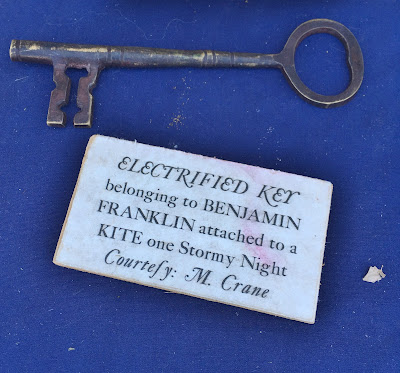 ELECTRIFIED KEY
belonging to BENJAMIN
FRANKLIN attached to a
KITE one Stormy Night
Courtesy: M. Crane